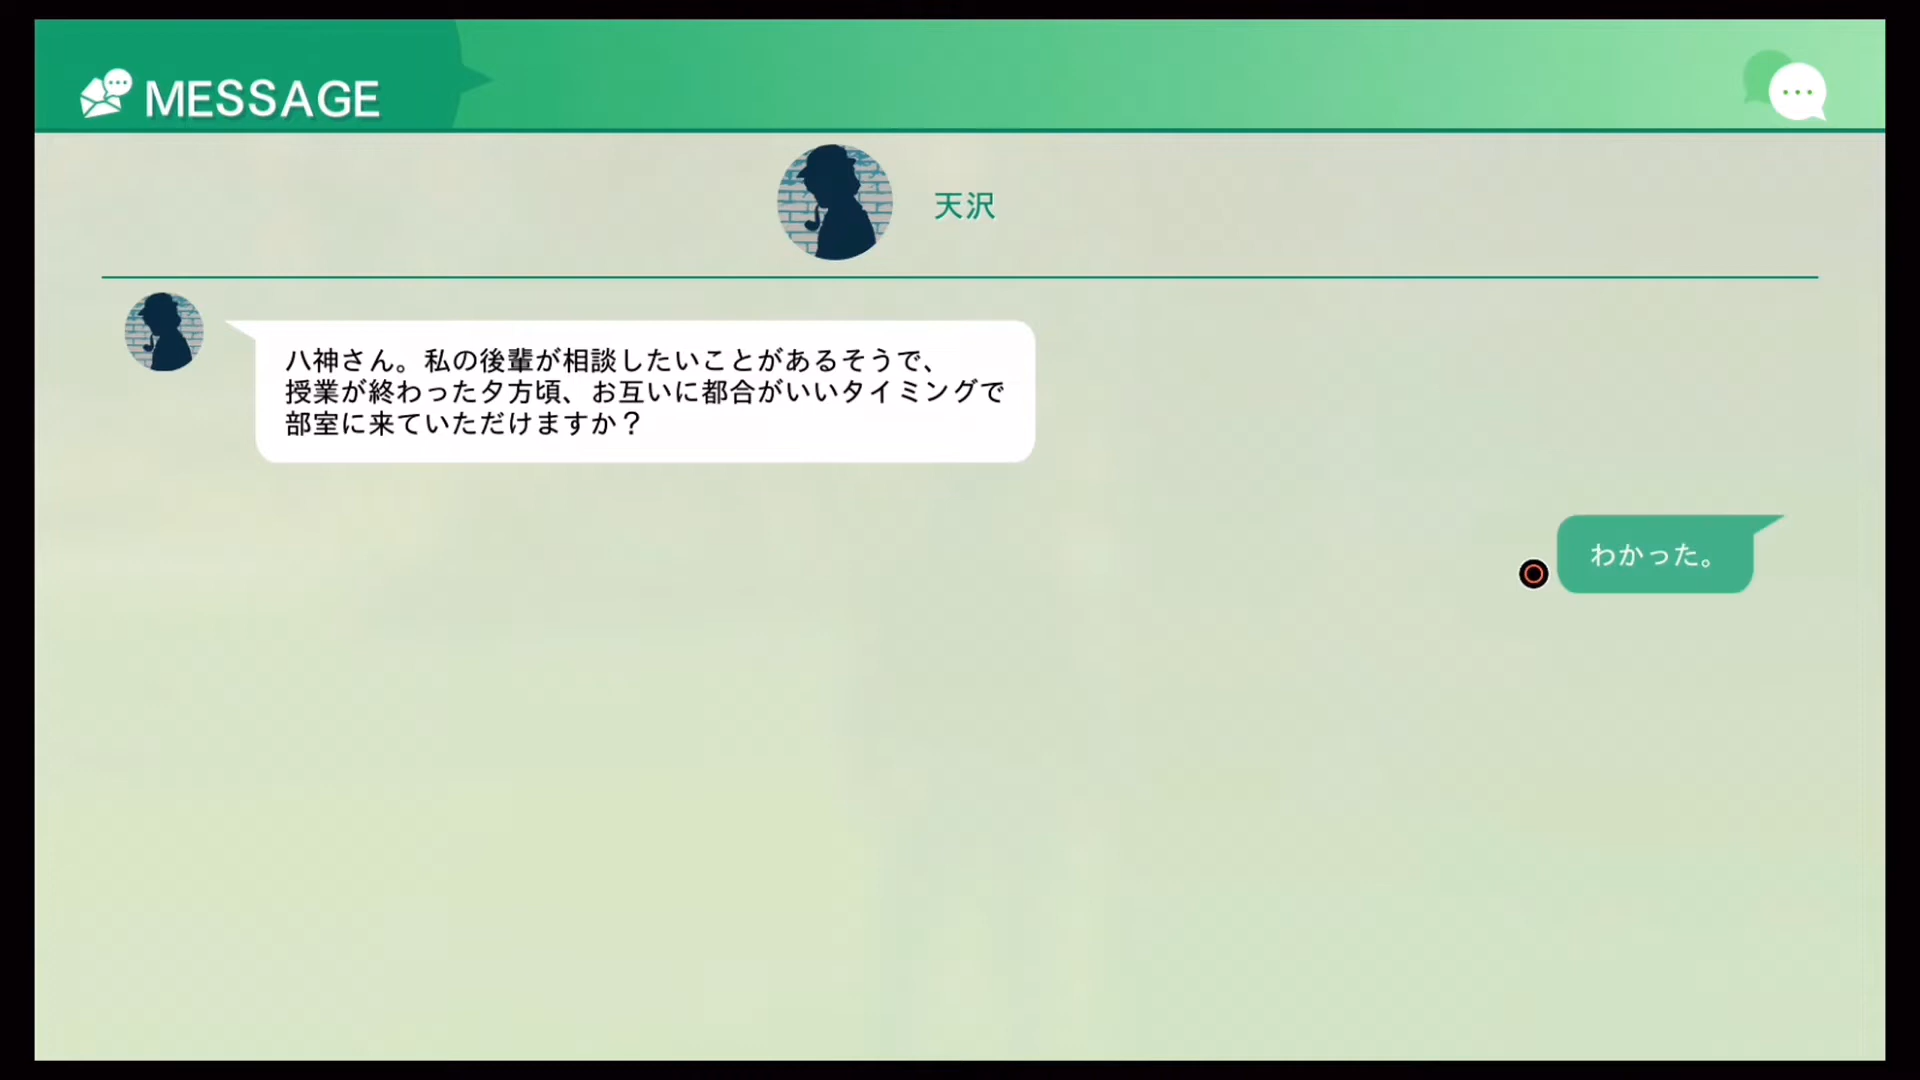 MESSAGE
天沢
八神さん。私の後輩が相談したいことがあるそうで、
授業が終わった夕方頃、お互いに都合がいいタイミングで
部室に来ていただけますか？
わかった。